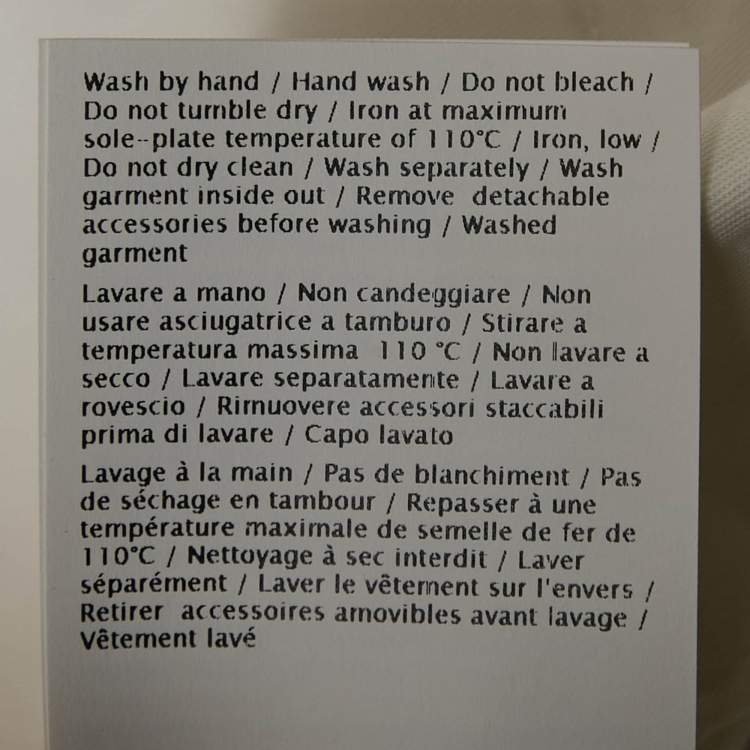 Wash by hand / Hand wash / Do not bleach /
Do not tumble dry / Iron at maximum
sole-plate temperature of 110°C / Iron, low /
Do not dry clean / Wash separately / Wash
garment inside out / Remove detachable
accessories before washing / Washed
garment
Lavare a mano / Non candeggiare / Non
usare asciugatrice a tamburo / Stirare a
temperatura massima 110 °C / Non lavare a
secco / Lavare separatamente / Lavare a
rovescio / Rimuovere accessori staccabili
prima di lavare / Capo lavato
Lavage à la main / Pas de blanchiment / Pas
de séchage en tambour / Repasser à une
température maximale de semelle de fer de
110°C / Nettoyage à sec interdit / Laver
séparément / Laver le vêtement sur l'envers /
Retirer accessoires amovibles avant lavage /
Vêtement lavé